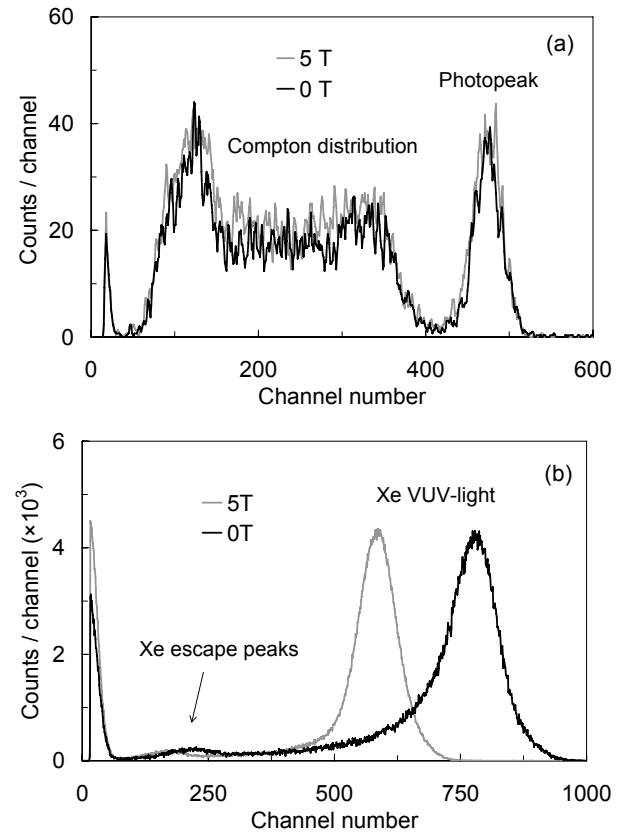 60
(a)
5 T
0 T
Photopeak
40
Compton distribution
Counts / channel
20
0
0 200 400 600
Channel number
6
(b)
Xe VUV-light
5T
0T
4
Counts / channel (×10³)
Xe escape peaks
2
0
0 250 500 750 1000
Channel number